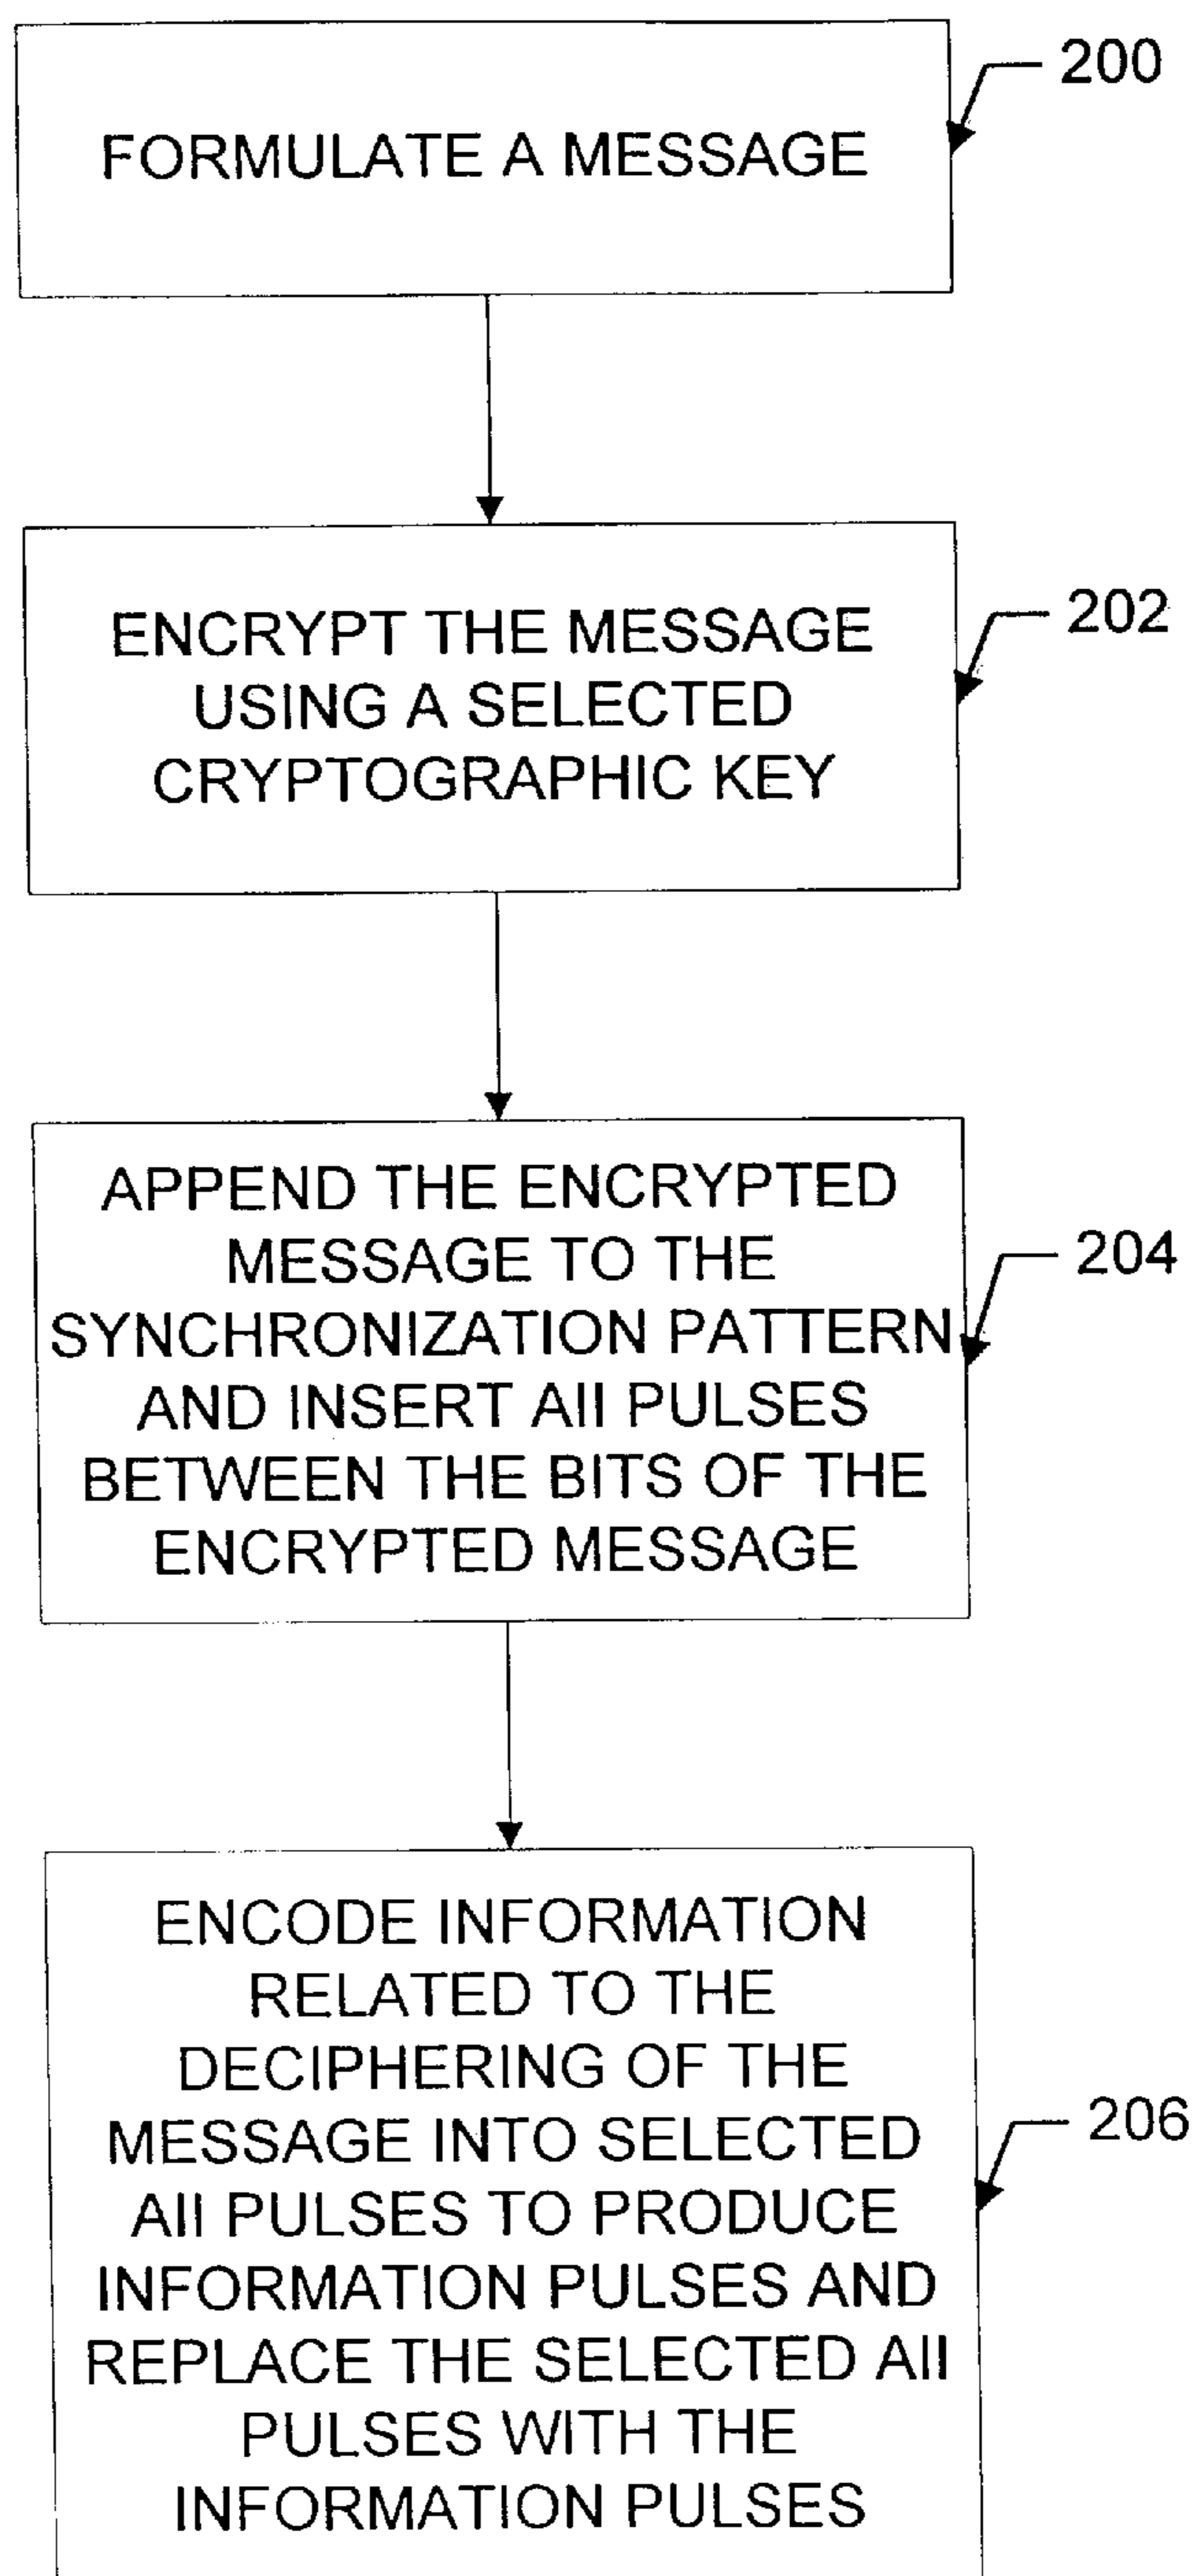 FORMULATE A MESSAGE
200
ENCRYPT THE MESSAGE
USING A SELECTED
CRYPTOGRAPHIC KEY
202
APPEND THE ENCRYPTED
MESSAGE TO THE
SYNCHRONIZATION PATTERN
AND INSERT AII PULSES
BETWEEN THE BITS OF THE
ENCRYPTED MESSAGE
204
ENCODE INFORMATION
RELATED TO THE
DECIPHERING OF THE
MESSAGE INTO SELECTED
AII PULSES TO PRODUCE
INFORMATION PULSES AND
REPLACE THE SELECTED AII
PULSES WITH THE
INFORMATION PULSES
206